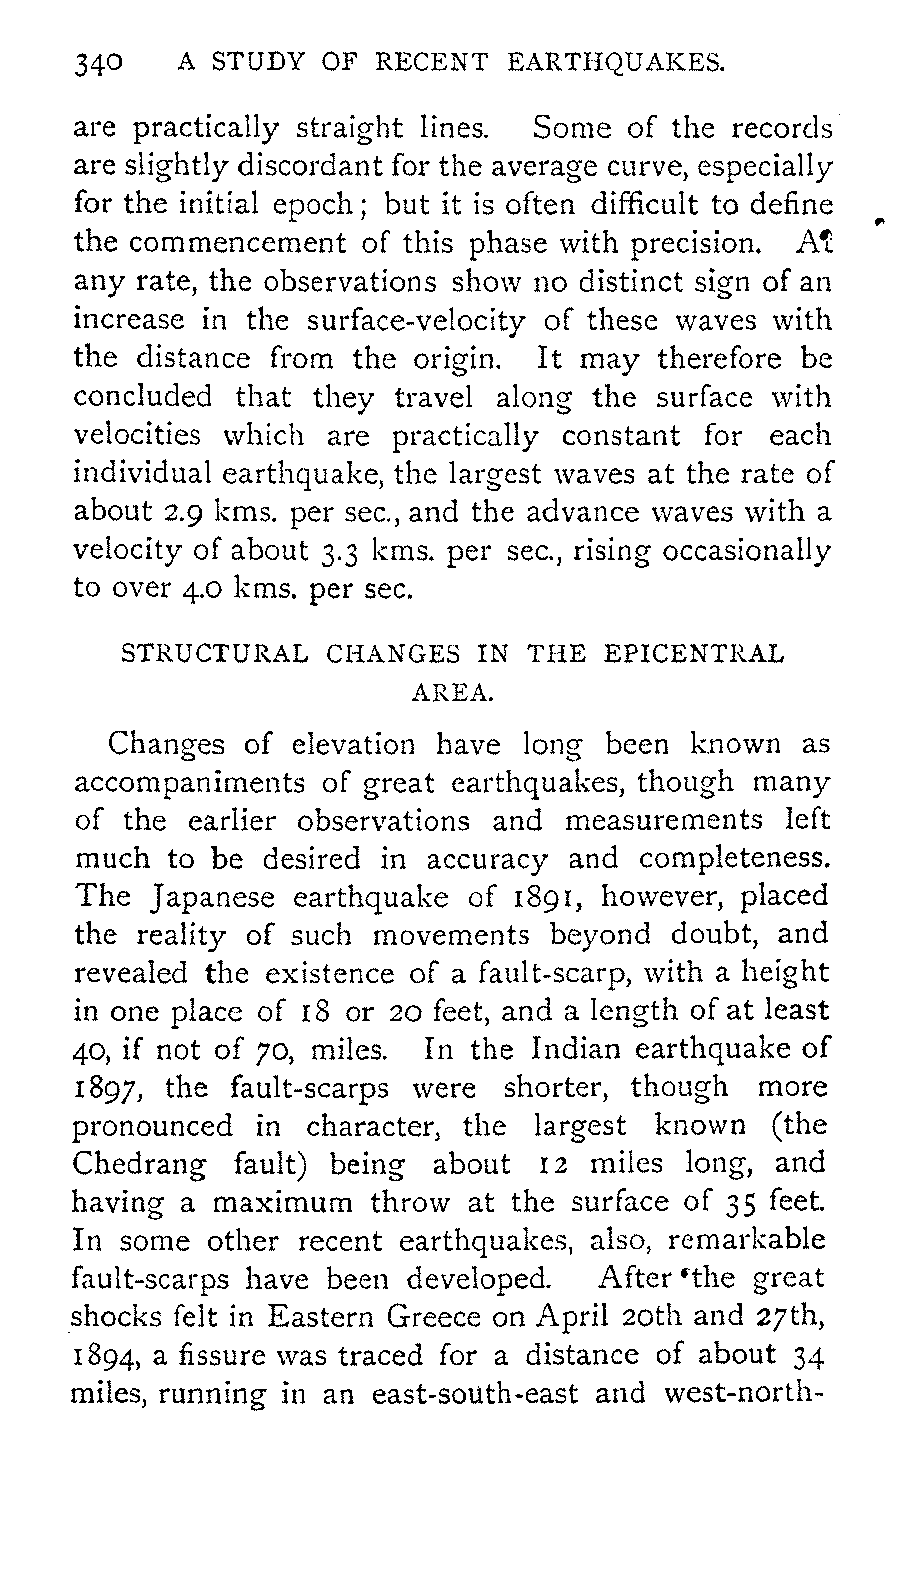 340 A STUDY OF RECENT EARTHQUAKES.
are practically straight lines. Some of the records
are slightly discordant for the average curve, especially
for the initial epoch; but it is often difficult to define
the commencement of this phase with precision. At
any rate, the observations show no distinct sign of an
increase in the surface-velocity of these waves with
the distance from the origin. It may therefore be
concluded that they travel along the surface with
velocities which are practically constant for each
individual earthquake, the largest waves at the rate of
about 2.9 kms. per sec., and the advance waves with a
velocity of about 3.3 kms. per sec., rising occasionally
to over 4.0 kms. per sec.
STRUCTURAL CHANGES IN THE EPICENTRAL
AREA.
Changes of elevation have long been known as
accompaniments of great earthquakes, though many
of the earlier observations and measurements left
much to be desired in accuracy and completeness.
The Japanese earthquake of 1891, however, placed
the reality of such movements beyond doubt, and
revealed the existence of a fault-scarp, with a height
in one place of 18 or 20 feet, and a length of at least
40, if not of 70, miles. In the Indian earthquake of
1897, the fault-scarps were shorter, though more
pronounced in character, the largest known (the
Chedrang fault) being about 12 miles long, and
having a maximum throw at the surface of 35 feet.
In some other recent earthquakes, also, remarkable
fault-scarps have been developed. After the great
shocks felt in Eastern Greece on April 20th and 27th,
1894, a fissure was traced for a distance of about 34
miles, running in an east-south-east and west-north-